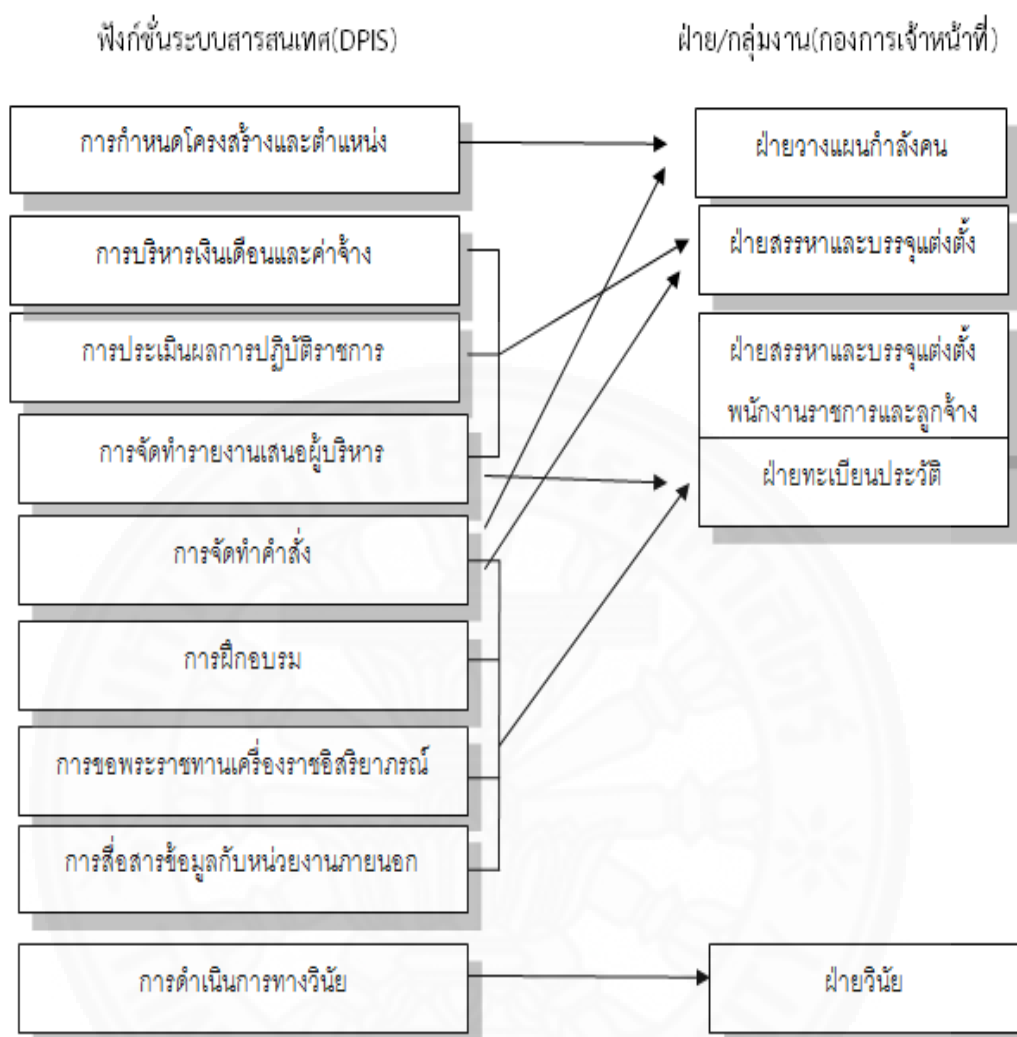 ฟังก์ชั่นระบบสารสนเทศ(DPIS)
ฝ่าย/กลุ่มงาน(กองการเจ้าหน้าที่)
การกำหนดโครงสร้างและตำแหน่ง
ฝ่ายวางแผนกำลังคน
การบริหารเงินเดือนและค่าจ้าง
ฝ่ายสรรหาและบรรจุแต่งตั้ง
การประเมินผลการปฏิบัติราชการ
ฝ่ายสรรหาและบรรจุแต่งตั้ง
พนักงานราชการและลูกจ้าง
การจัดทำรายงานเสนอผู้บริหาร
ฝ่ายทะเบียนประวัติ
การจัดทำคำสั่ง
การฝึกอบรม
การขอพระราชทานเครื่องราชอิสริยาภรณ์
การสื่อสารข้อมูลกับหน่วยงานภายนอก
การดำเนินการทางวินัย
ฝ่ายวินัย